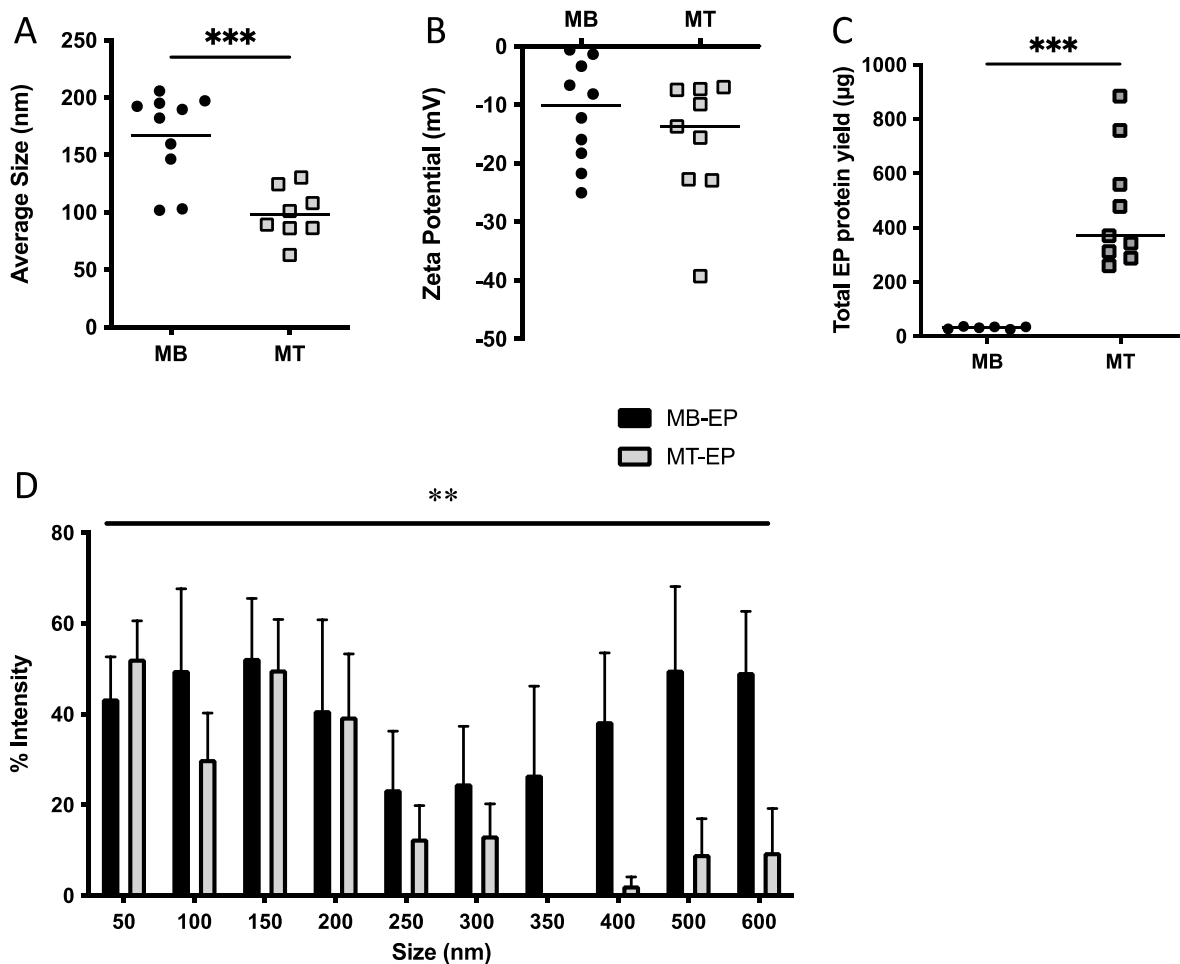 A
Average Size (nm)
250
200
150
100
50
0
***
MB
MT
B
Zeta Potential (mV)
MB
MT
0
-10
-20
-30
-40
-50
C
Total EP protein yield (μg)
1000
800
600
400
200
0
***
MB
MT
MB-EP
MT-EP
D
% Intensity
80
60
40
20
0
**
50 100 150 200 250 300 350 400 500 600
Size (nm)